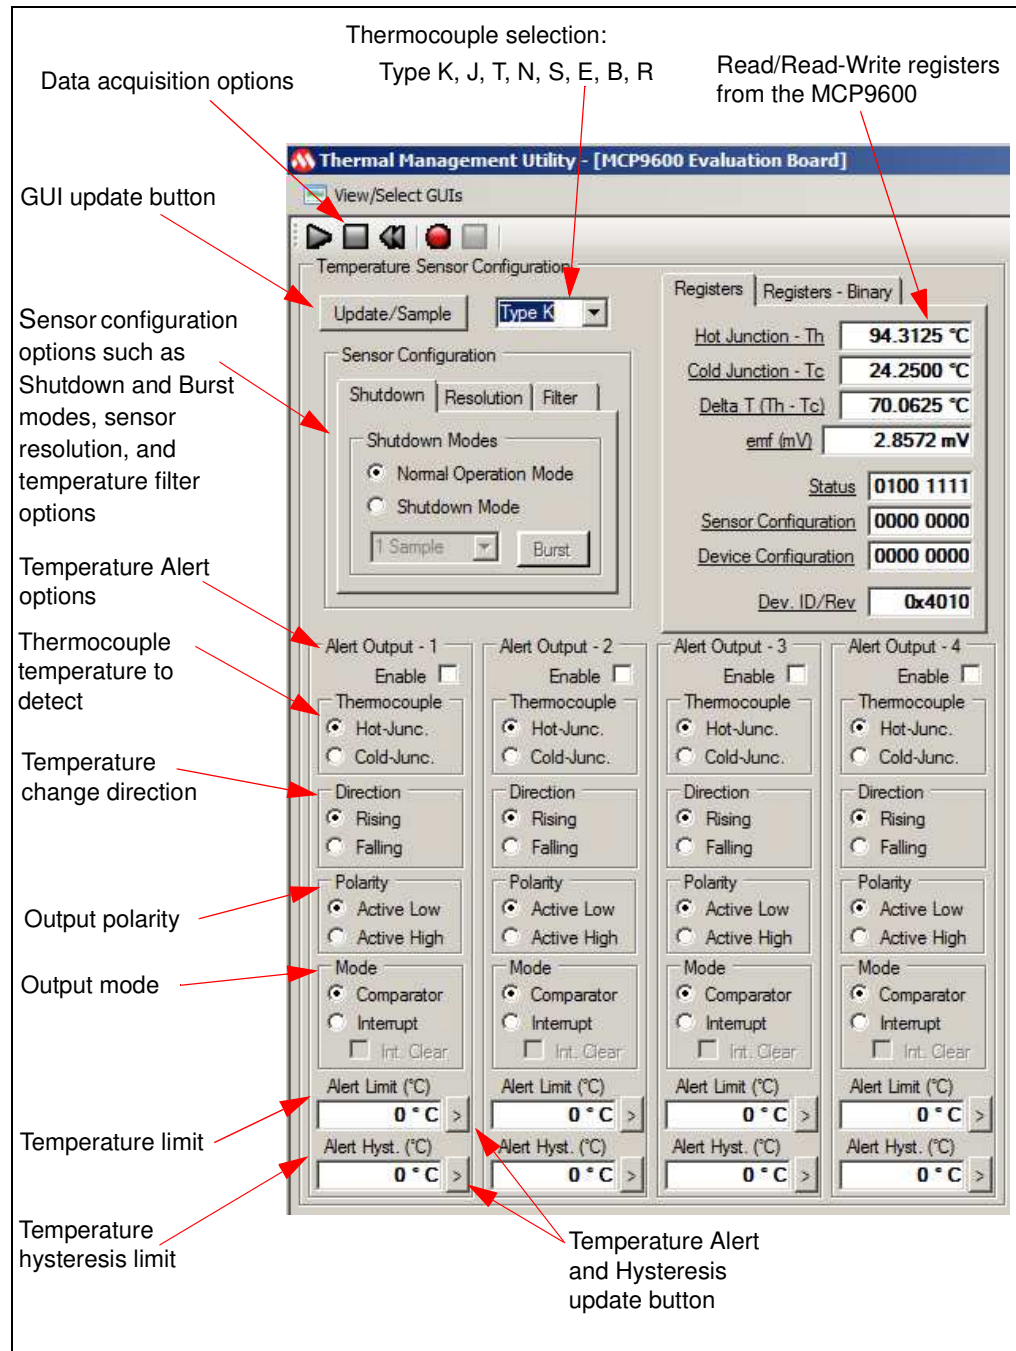 Thermocouple selection:
Type K, J, T, N, S, E, B, R
Data acquisition options
Read/Read-Write registers
from the MCP9600
Thermal Management Utility - [MCP9600 Evaluation Board]
GUI update button
View/Select GUIs
Temperature Sensor Configuration
Update/Sample
Type K
Sensor configuration
options such as
Shutdown and Burst
modes, sensor
resolution, and
temperature filter
options
Sensor Configuration
Shutdown Resolution Filter
Shutdown Modes
Normal Operation Mode
Shutdown Mode
1 Sample Burst
Registers Registers - Binary
Hot Junction - Th 94.3125 °C
Cold Junction - Tc 24.2500 °C
Delta T (Th - Tc) 70.0625 °C
emf (mV) 2.8572 mV
Status 0100 1111
Sensor Configuration 0000 0000
Device Configuration 0000 0000
Dev. ID/Rev 0x4010
Temperature Alert
options
Thermocouple
temperature to
detect
Temperature
change direction
Output polarity
Output mode
Temperature limit
Temperature
hysteresis limit
Alert Output - 1
Enable
Thermocouple
Hot-Junc.
Cold-Junc.
Direction
Rising
Falling
Polarity
Active Low
Active High
Mode
Comparator
Interrupt
Int. Clear
Alert Limit (°C)
0 ° C >
Alert Hyst. (°C)
0 ° C >
Alert Output - 2
Enable
Thermocouple
Hot-Junc.
Cold-Junc.
Direction
Rising
Falling
Polarity
Active Low
Active High
Mode
Comparator
Interrupt
Int. Clear
Alert Limit (°C)
0 ° C >
Alert Hyst. (°C)
0 ° C >
Alert Output - 3
Enable
Thermocouple
Hot-Junc.
Cold-Junc.
Direction
Rising
Falling
Polarity
Active Low
Active High
Mode
Comparator
Interrupt
Int. Clear
Alert Limit (°C)
0 ° C >
Alert Hyst. (°C)
0 ° C >
Alert Output - 4
Enable
Thermocouple
Hot-Junc.
Cold-Junc.
Direction
Rising
Falling
Polarity
Active Low
Active High
Mode
Comparator
Interrupt
Int. Clear
Alert Limit (°C)
0 ° C >
Alert Hyst. (°C)
0 ° C >
Temperature Alert
and Hysteresis
update button